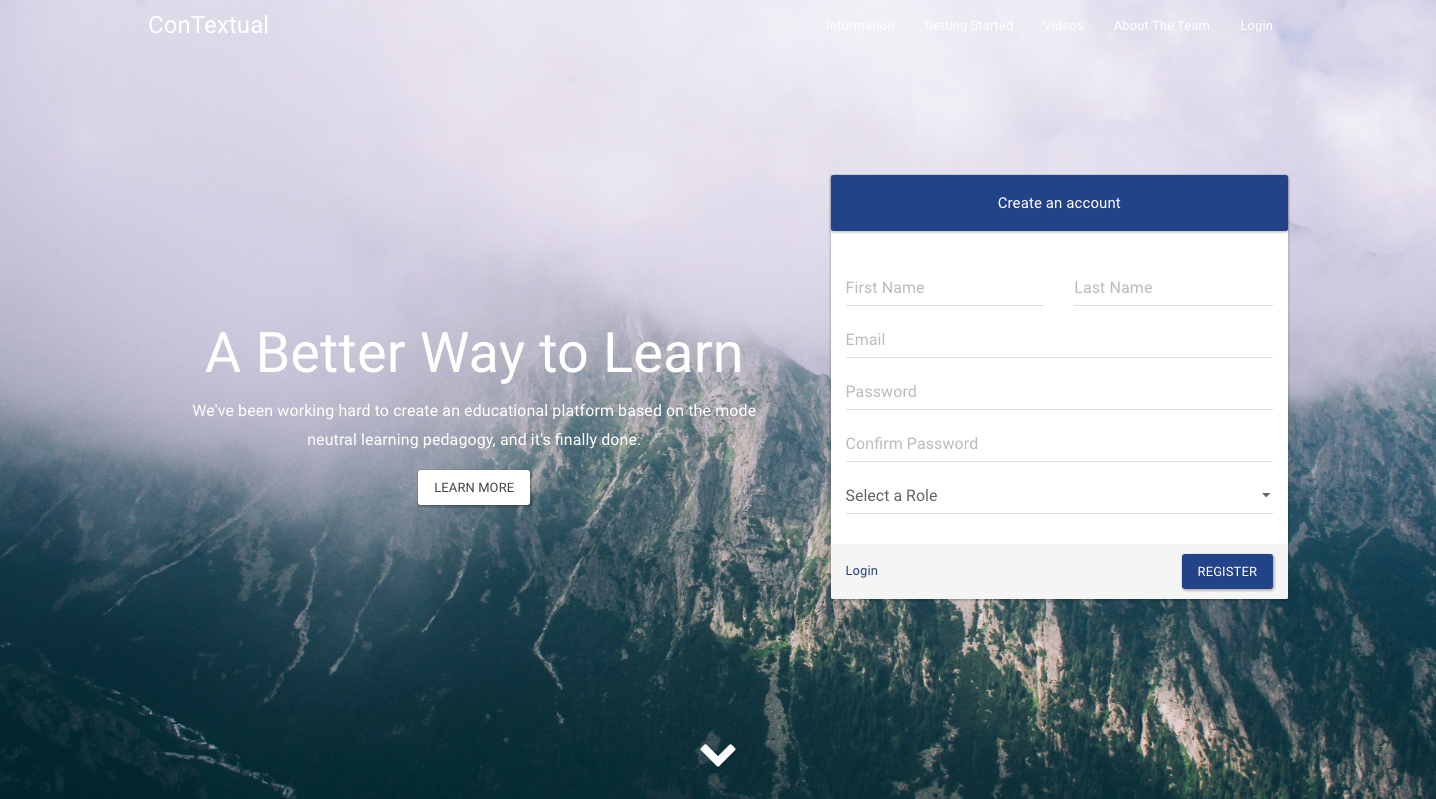 ConTextual
Information
Getting Started
Videos
About The Team
Login
Create an account
First Name
Last Name
Email
Password
Confirm Password
Select a Role
Login
REGISTER
A Better Way to Learn
We've been working hard to create an educational platform based on the mode
neutral learning pedagogy, and it's finally done.
LEARN MORE